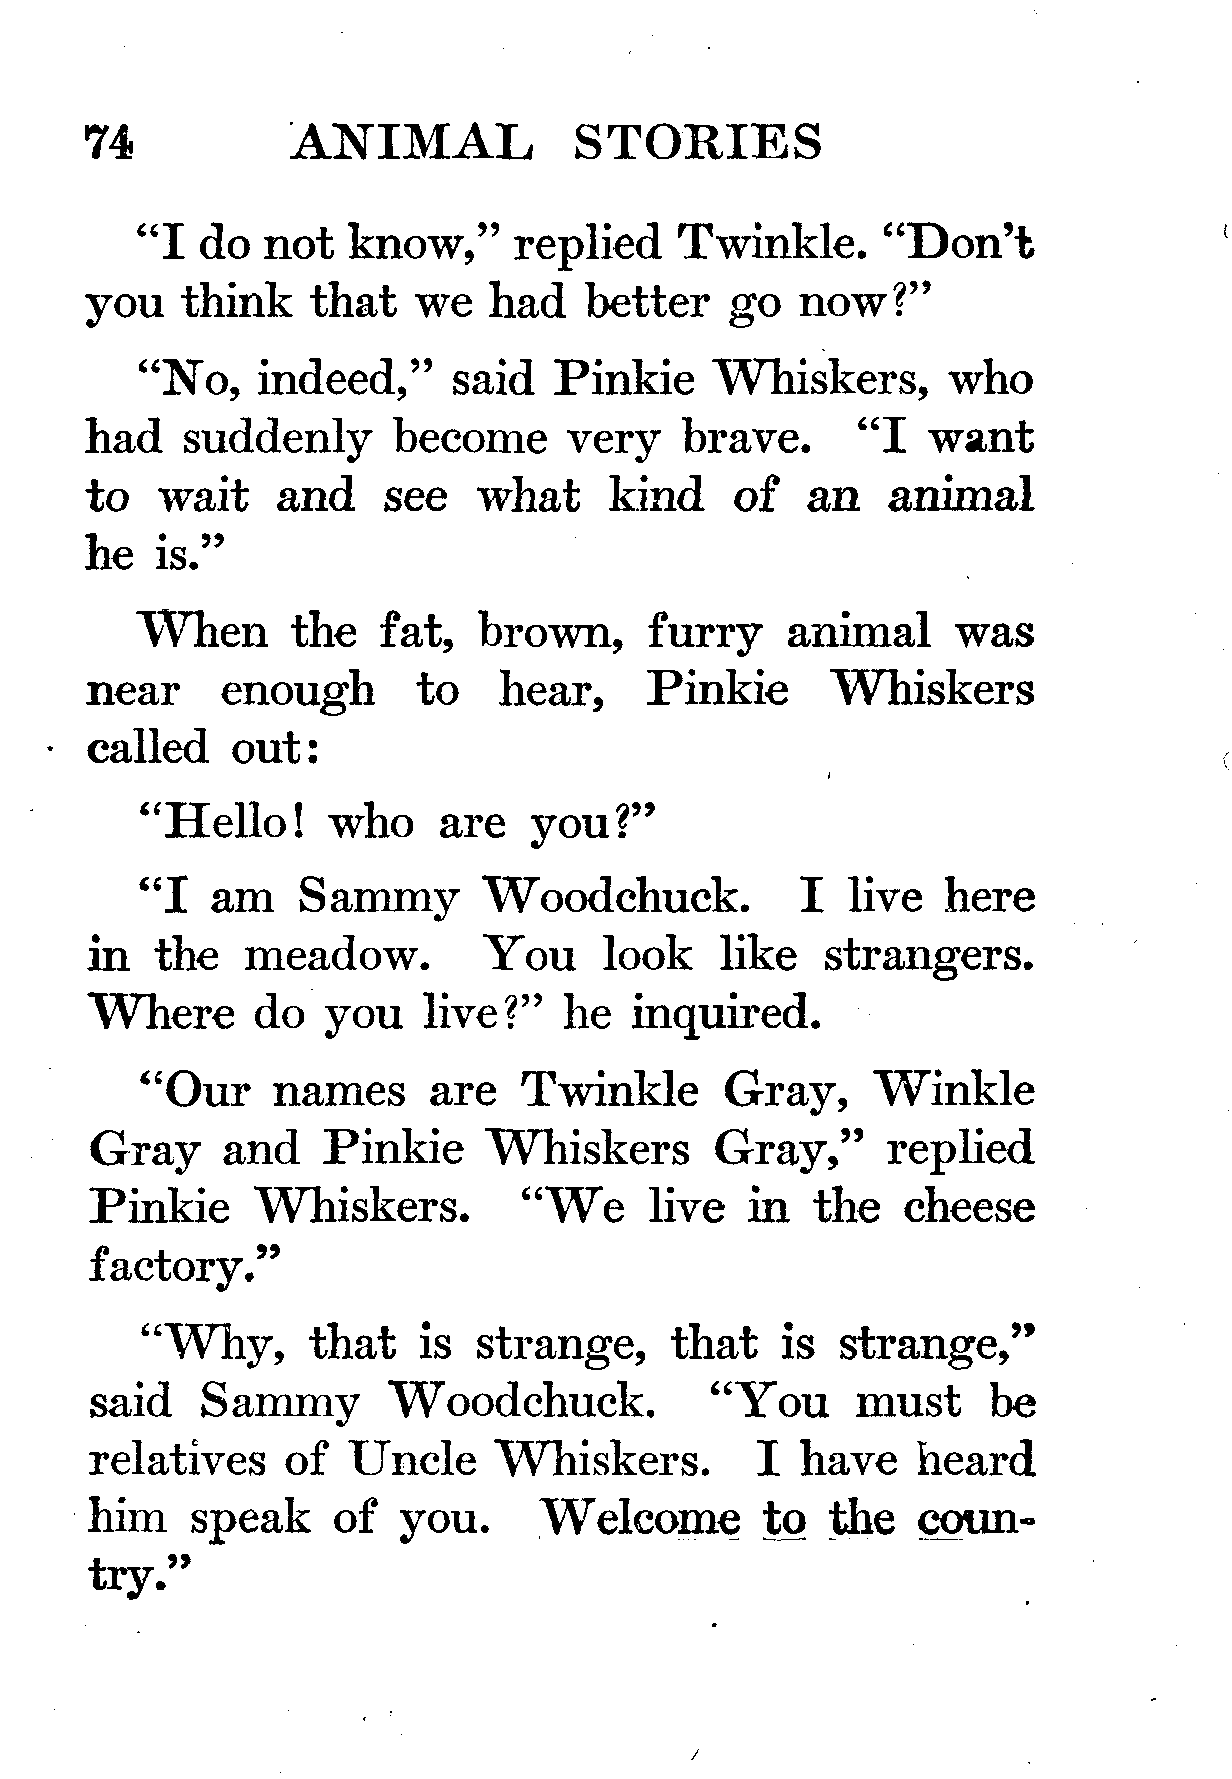 74 ANIMAL STORIES
“I do not know,” replied Twinkle. “Don’t
you think that we had better go now?”
“No, indeed,” said Pinkie Whiskers, who
had suddenly become very brave. “I want
to wait and see what kind of an animal
he is.”
When the fat, brown, furry animal was
near enough to hear, Pinkie Whiskers
called out:
“Hello! who are you?”
“I am Sammy Woodchuck. I live here
in the meadow. You look like strangers.
Where do you live?” he inquired.
“Our names are Twinkle Gray, Winkle
Gray and Pinkie Whiskers Gray,” replied
Pinkie Whiskers. “We live in the cheese
factory.”
“Why, that is strange, that is strange,”
said Sammy Woodchuck. “You must be
relatives of Uncle Whiskers. I have heard
him speak of you. Welcome to the coun-
try.”